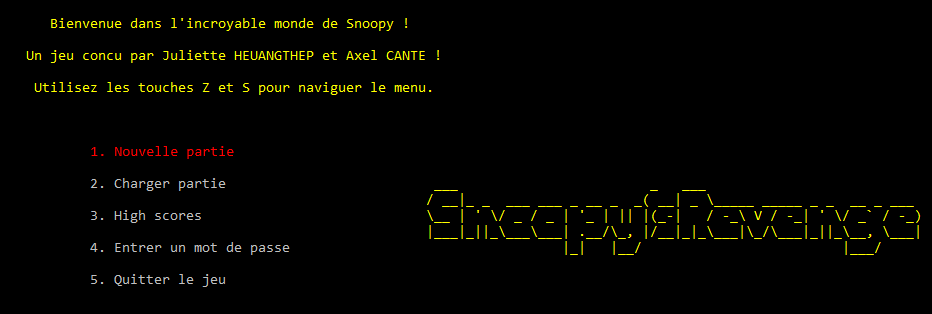 Bienvenue dans l'incroyable monde de Snoopy !
Un jeu concu par Juliette HEUANGTHEP et Axel CANTE !
Utilisez les touches Z et S pour naviguer le menu.
1. Nouvelle partie
2. Charger partie
3. High scores
4. Entrer un mot de passe
5. Quitter le jeu
Snoopy's Revenge